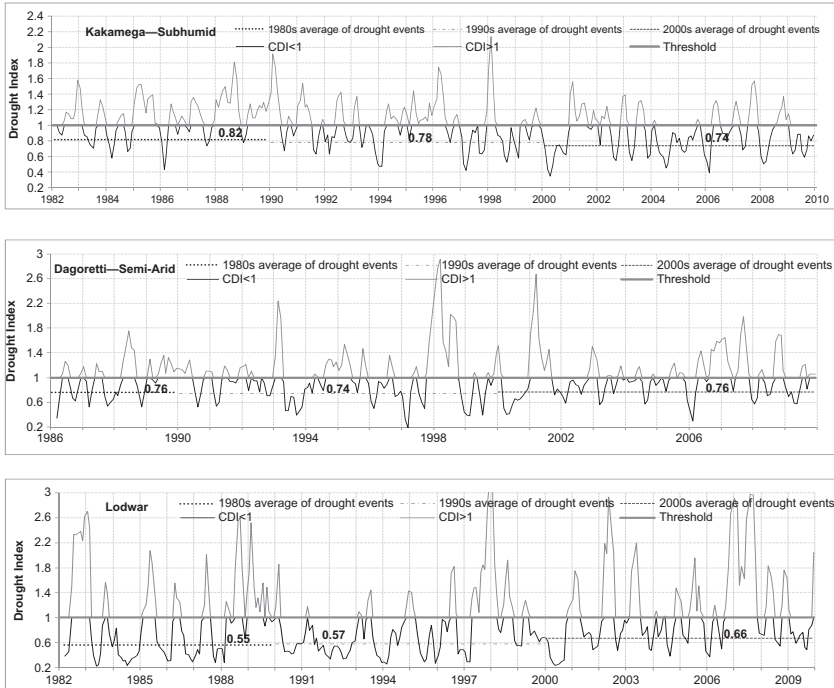 Kakamega—Subhumid
1980s average of drought events
1990s average of drought events
2000s average of drought events
CDI<1
CDI>1
Threshold
Drought Index
2.4
2.2
2
1.8
1.6
1.4
1.2
1
0.8
0.6
0.4
0.2
0.82
0.78
0.74
1982 1984 1986 1988 1990 1992 1994 1996 1998 2000 2002 2004 2006 2008 2010
Dagoretti—Semi-Arid
1980s average of drought events
1990s average of drought events
2000s average of drought events
CDI<1
CDI>1
Threshold
Drought Index
3
2.6
2.2
1.8
1.4
1
0.6
0.2
0.76
0.74
0.76
1986 1990 1994 1998 2002 2006
Lodwar
1980s average of drought events
1990s average of drought events
2000s average of drought events
CDI<1
CDI>1
Threshold
Drought Index
3
2.6
2.2
1.8
1.4
1
0.6
0.2
0.55
0.57
0.66
1982 1985 1988 1991 1994 1997 2000 2003 2006 2009